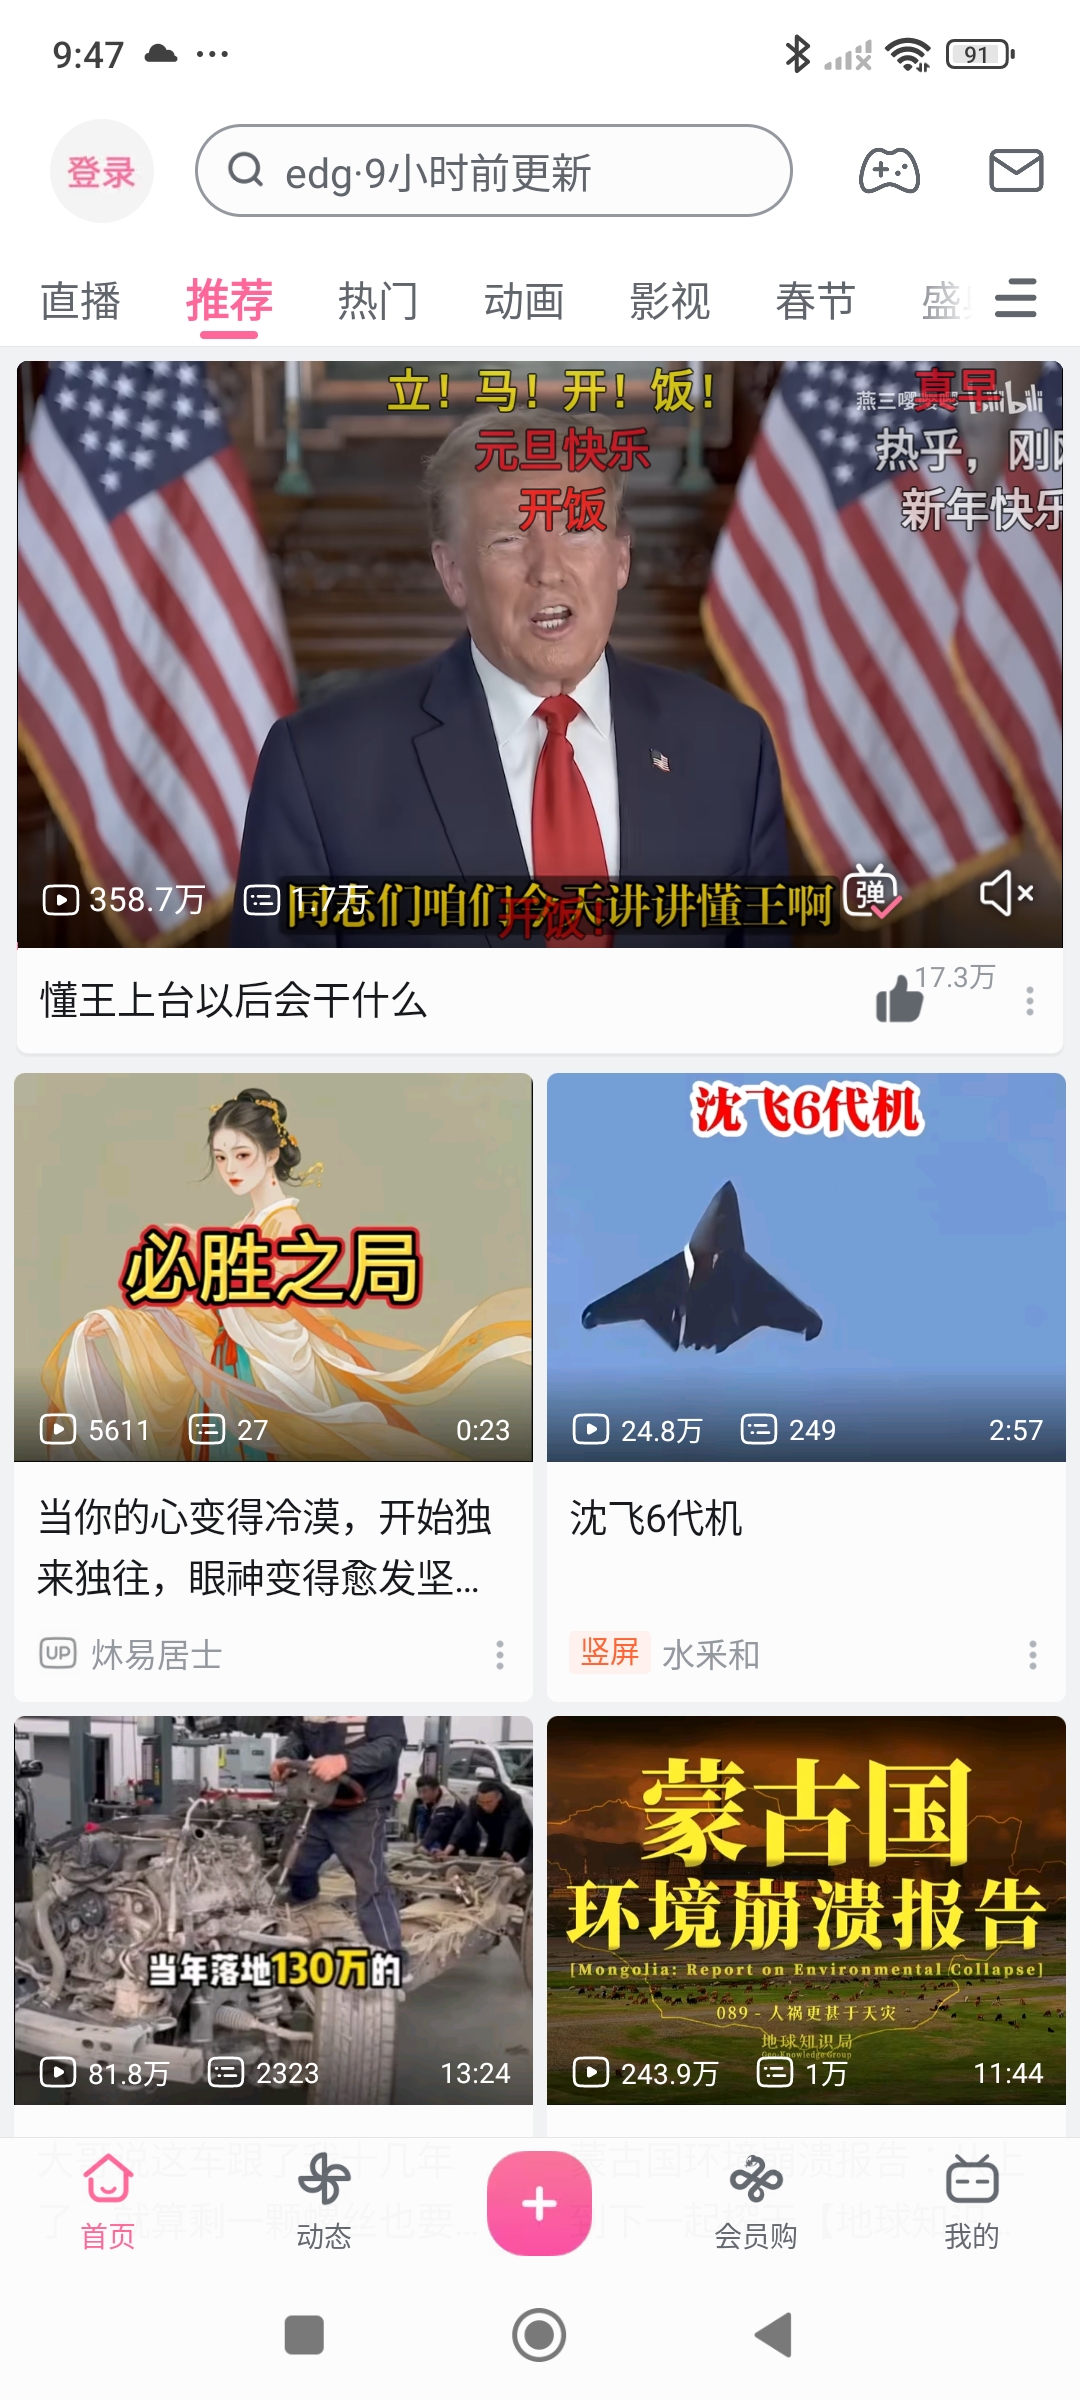 9:47
91
登录
edg·9小时前更新
直播 推荐 热门 动画 影视 春节 盛
立！马！开！饭！
真早
燕三嘤嘤嘤 bilibili
元旦快乐
热乎，刚
开饭
新年快乐
358.7万
1.7万
同志们咱们今天讲讲懂王啊
开饭！
弹
懂王上台以后会干什么
17.3万
必胜之局
5611 27 0:23
当你的心变得冷漠，开始独
来独往，眼神变得愈发坚...
UP 炑易居士
沈飞6代机
24.8万 249 2:57
沈飞6代机
竖屏 水采和
当年落地130万的
81.8万 2323 13:24
蒙古国
环境崩溃报告
[Mongolia: Report on Environmental Collapse]
089 - 人祸更甚于天灾
地球知识局
Geo-Knowledge Group
243.9万 1万 11:44
首页 动态 会员购 我的